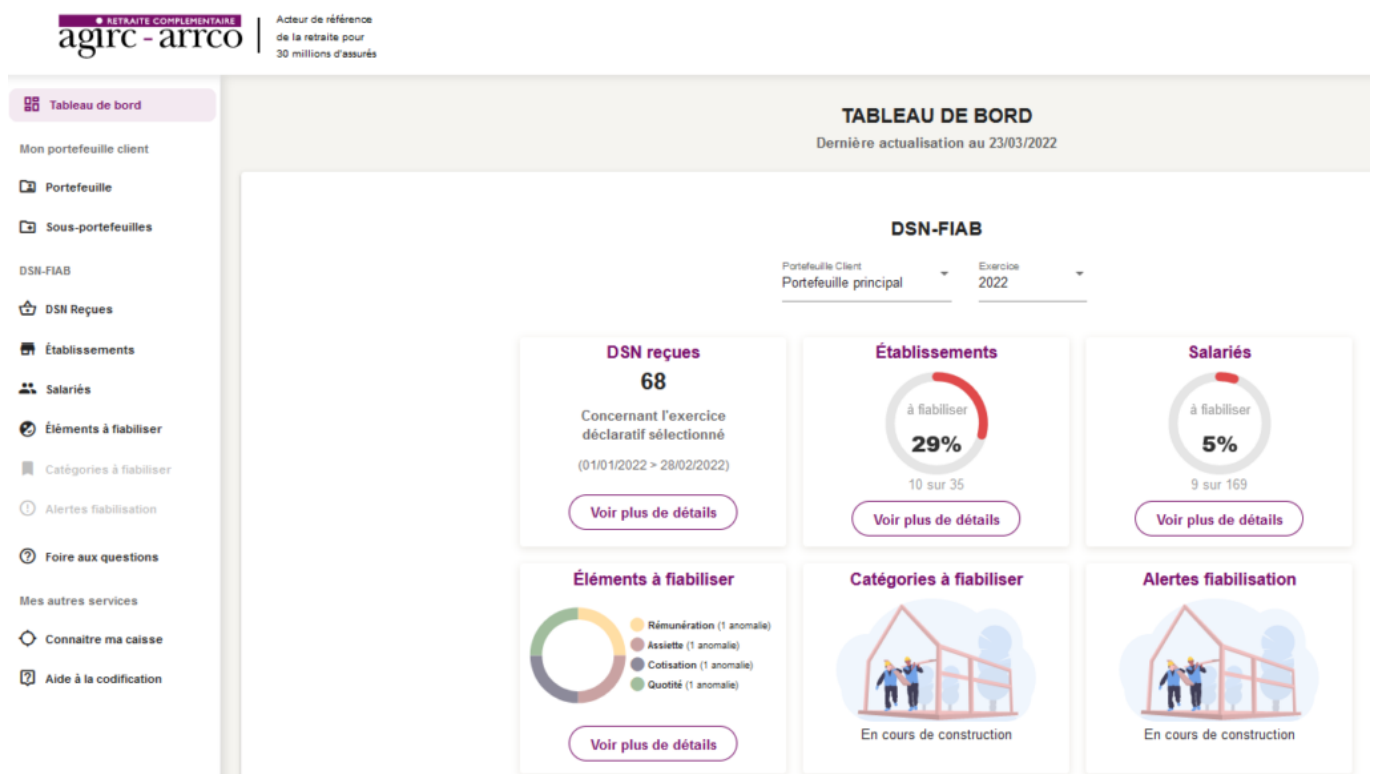 RETRAITE COMPLEMENTAIRE
agirc - arrco
Acteur de référence
de la retraite pour
30 millions d'assurés
Tableau de bord
Mon portefeuille client
Portefeuille
Sous-portefeuilles
DSN-FIAB
DSN Reçues
Établissements
Salariés
Éléments à fiabiliser
Catégories à fiabiliser
Alertes fiabilisation
Foire aux questions
Mes autres services
Connaitre ma caisse
Aide à la codification
TABLEAU DE BORD
Dernière actualisation au 23/03/2022
DSN-FIAB
Portefeuille Client
Portefeuille principal
Exercice
2022
DSN reçues
68
Concernant l'exercice
déclaratif sélectionné
(01/01/2022 > 28/02/2022)
Voir plus de détails
Établissements
à fiabiliser
29%
10 sur 35
Voir plus de détails
Salariés
à fiabiliser
5%
9 sur 169
Voir plus de détails
Éléments à fiabiliser
Rémunération (1 anomalie)
Assiette (1 anomalie)
Cotisation (1 anomalie)
Quotité (1 anomalie)
Voir plus de détails
Catégories à fiabiliser
En cours de construction
Alertes fiabilisation
En cours de construction